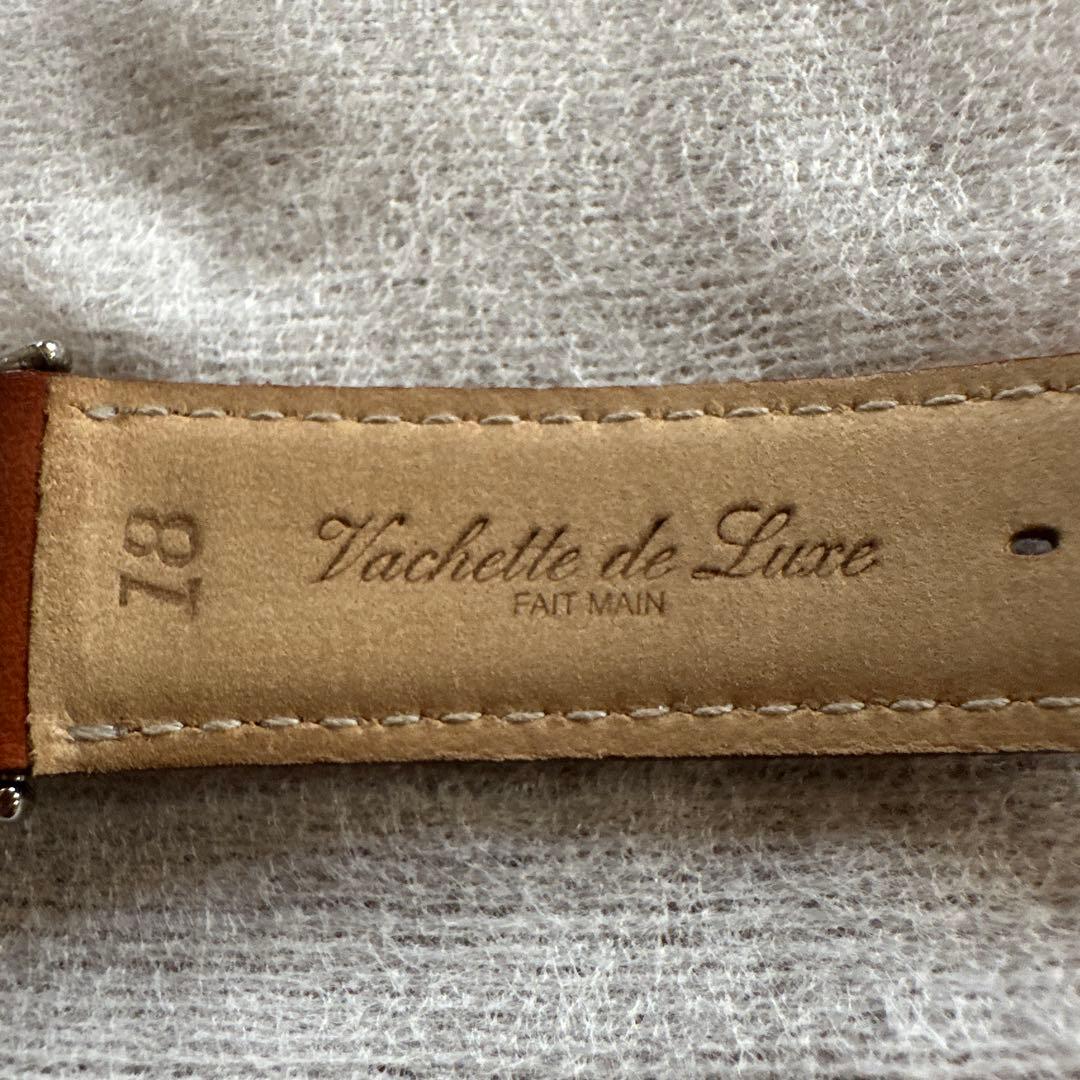 18
Vachette de Luxe
FAIT MAIN